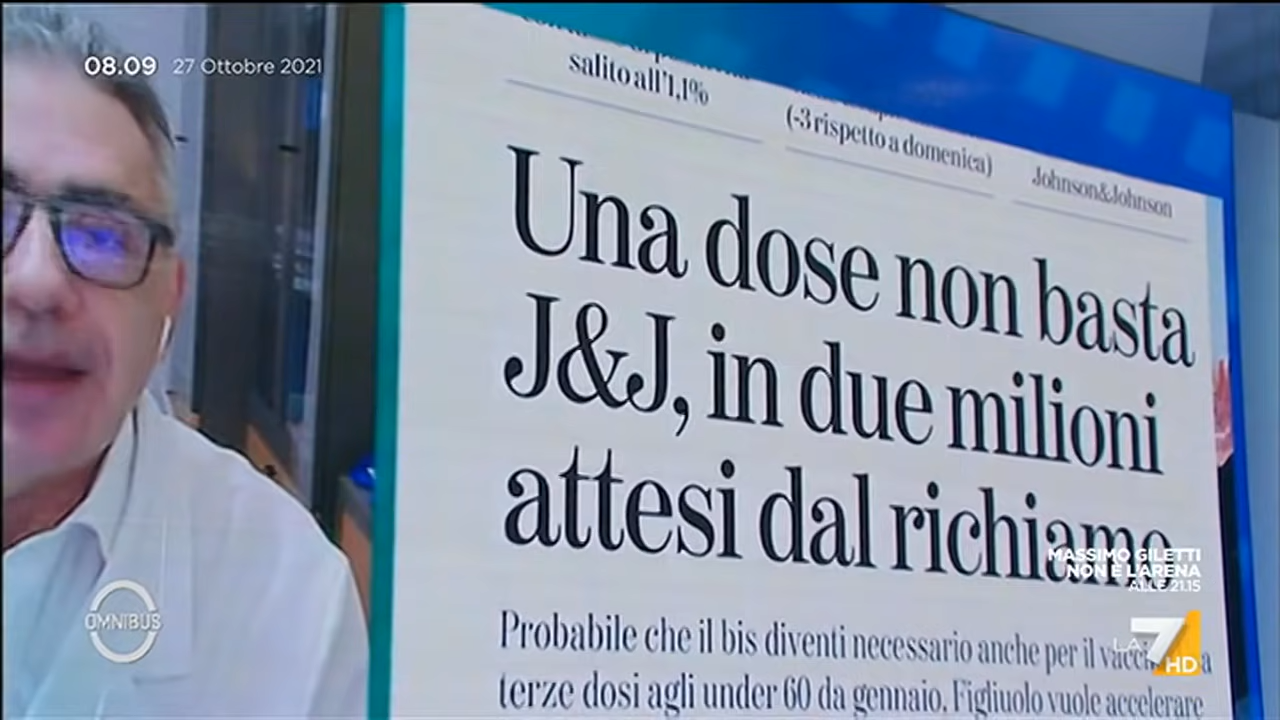 08.09 27 Ottobre 2021
salito all'1,1%
(-3 rispetto a domenica)
Johnson&Johnson
Una dose non basta
J&J, in due milioni
attesi dal richiamo
MASSIMO GILETTI
NON È L'ARENA
ALLE 21.15
OMNIBUS
Probabile che il bis diventi necessario anche per il
terze dosi agli under 60 da gennaio. Figliuolo vuole accelerare
LA 7 HD